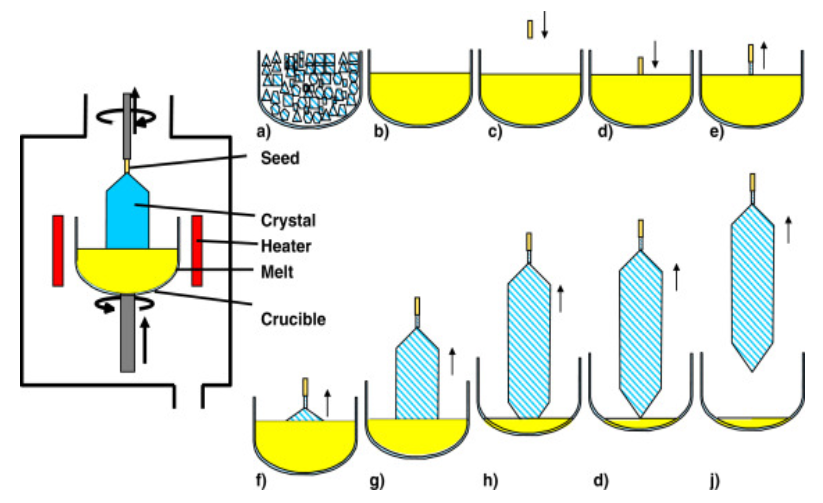 a)
b)
c)
d)
e)
Seed
Crystal
Heater
Melt
Crucible
f)
g)
h)
d)
j)